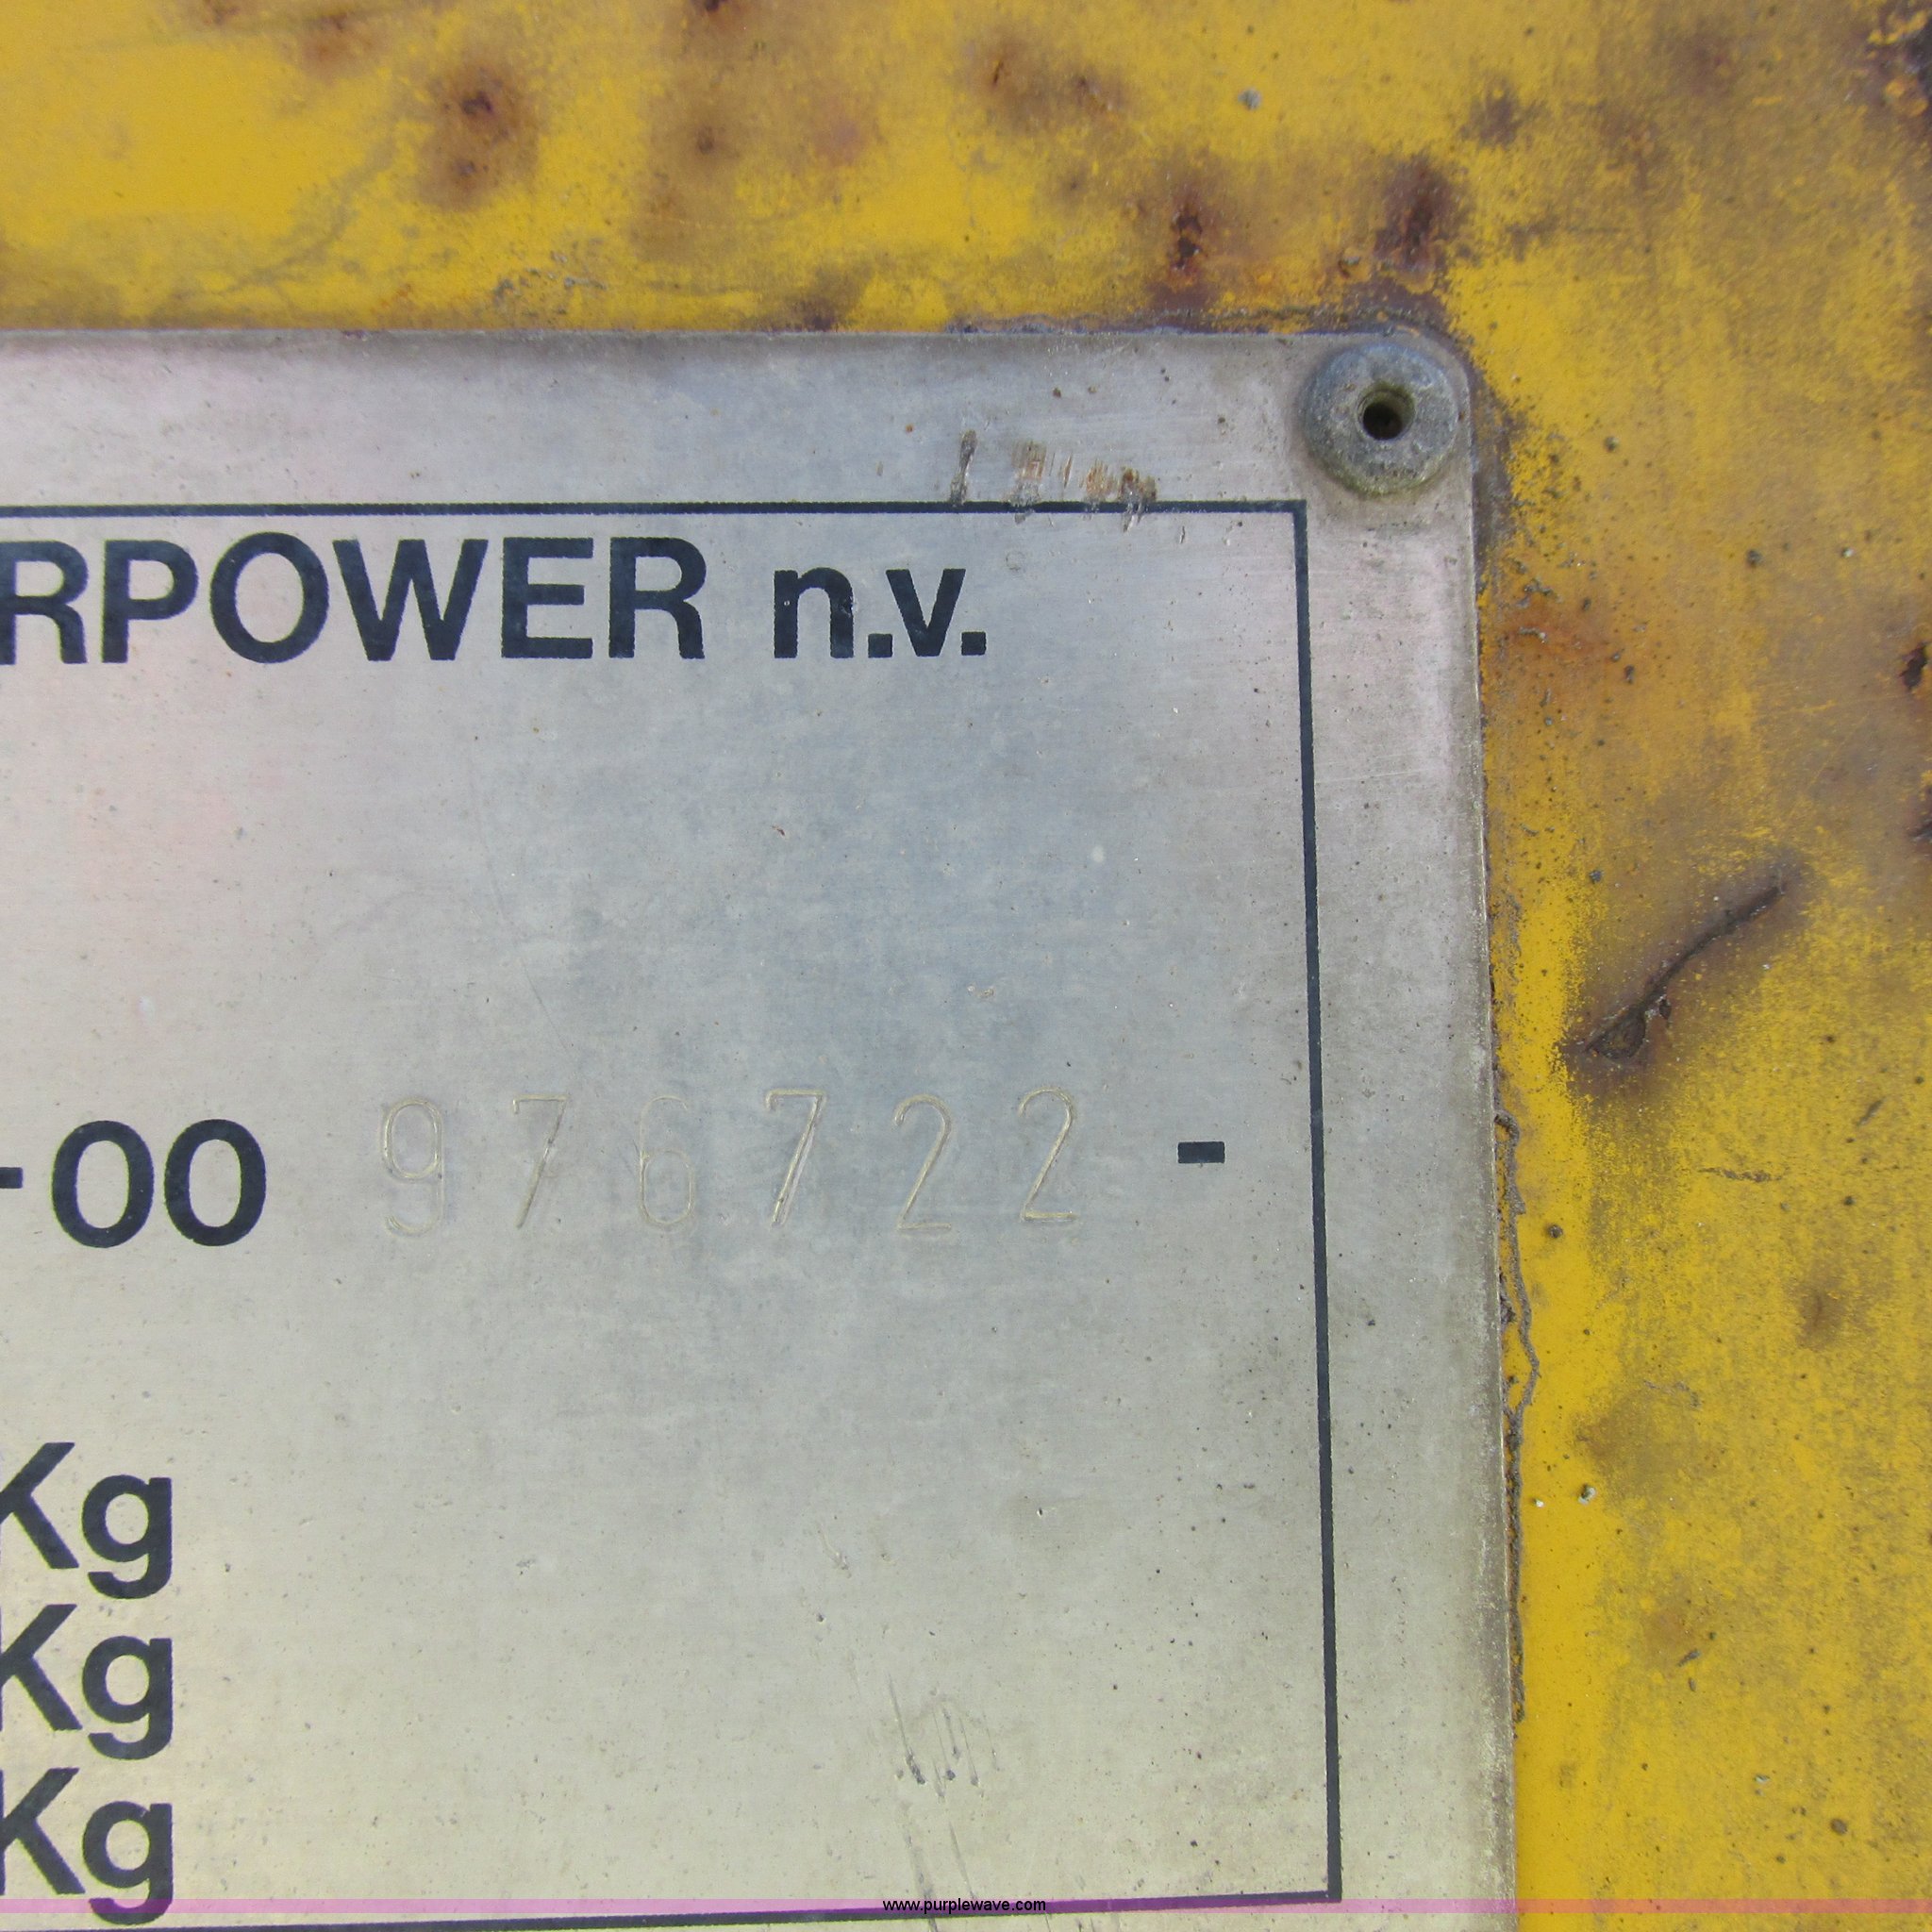 RPOWER n.v.
-00 976722 -
Kg
Kg
Kg
www.purplewave.com